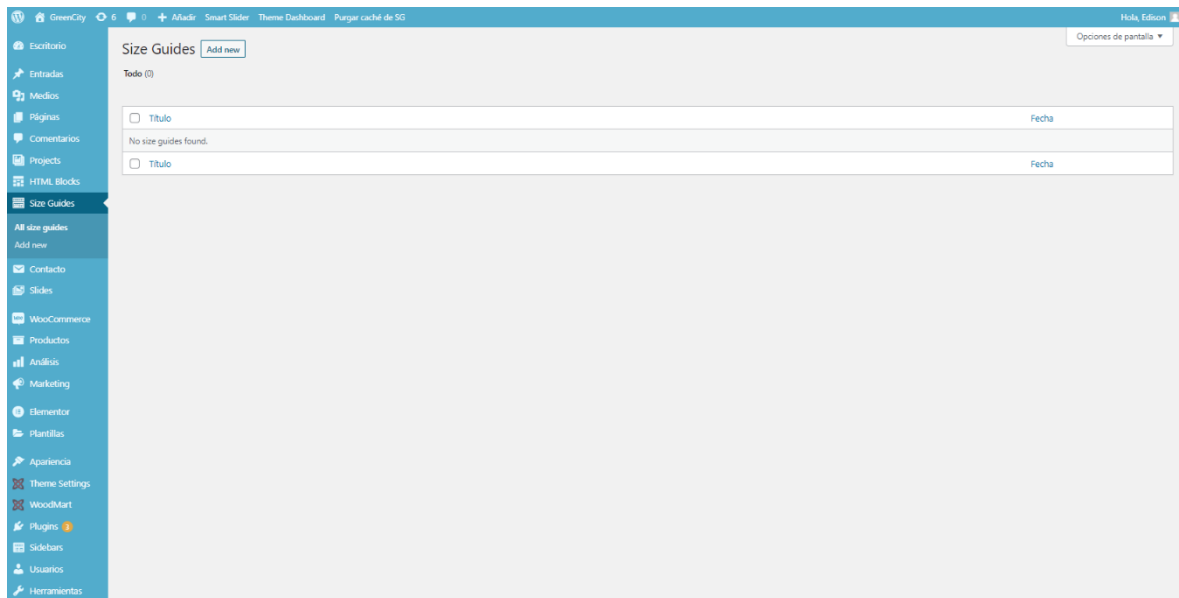 GreenCity 6 0 Añadir Smart Slider Theme Dashboard Purgar caché de SG Hola, Edison
Opciones de pantalla
Escritorio
Entradas
Medios
Páginas
Comentarios
Projects
HTML Blocks
Size Guides
All size guides
Add new
Contacto
Slides
WooCommerce
Productos
Análisis
Marketing
Elementor
Plantillas
Apariencia
Theme Settings
WoodMart
Plugins 3
Sidebars
Usuarios
Herramientas
Size Guides Add new
Todo (0)
Título Fecha
No size guides found.
Título Fecha